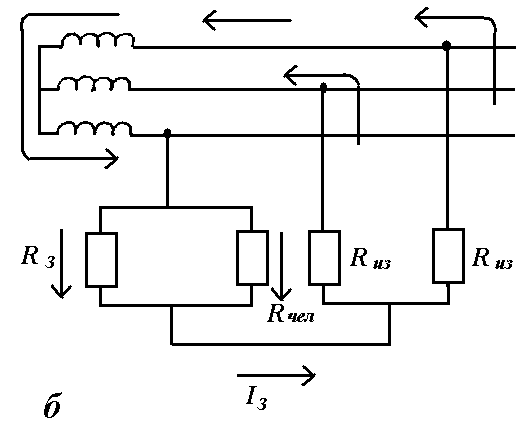 R з
R чел
R из
R из
I з
б